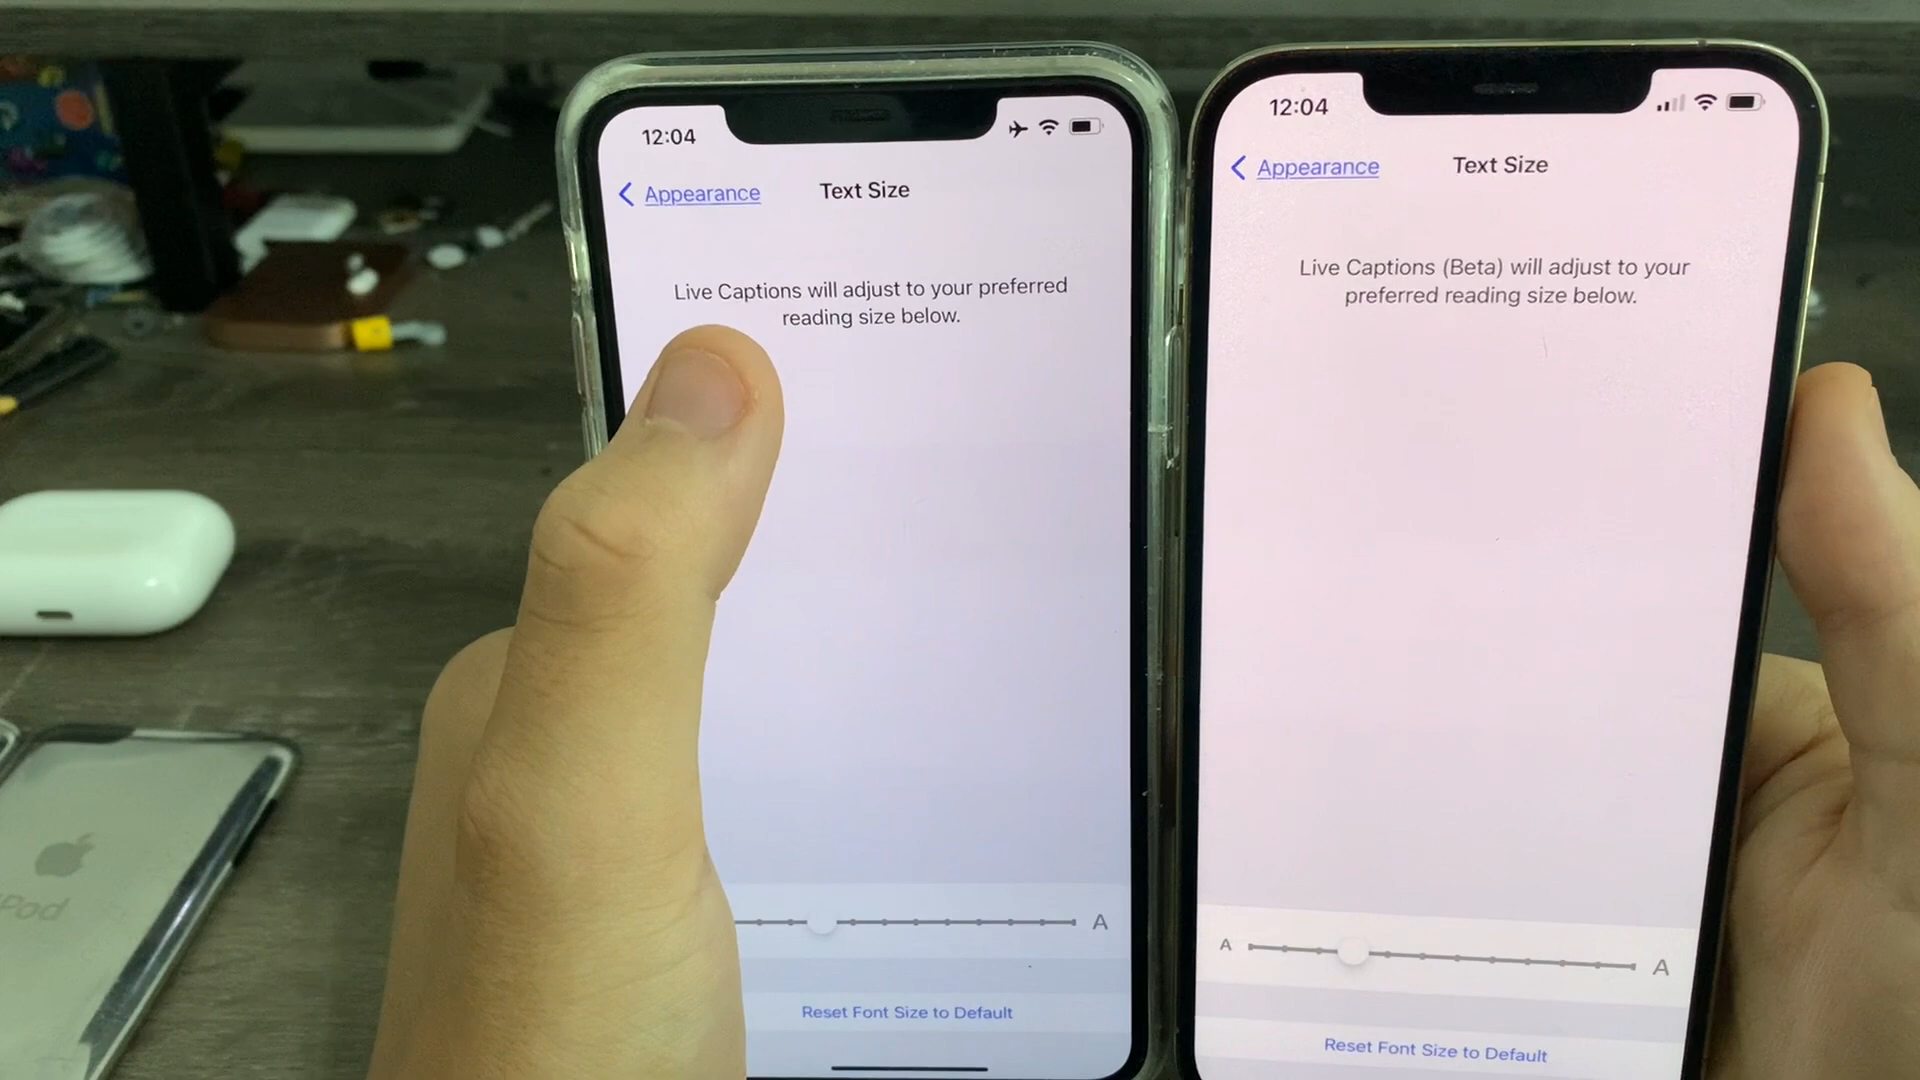 12:04
Appearance
Text Size
Live Captions will adjust to your preferred
reading size below.
A
Reset Font Size to Default
12:04
Appearance
Text Size
Live Captions (Beta) will adjust to your
preferred reading size below.
A
A
Reset Font Size to Default
iPod